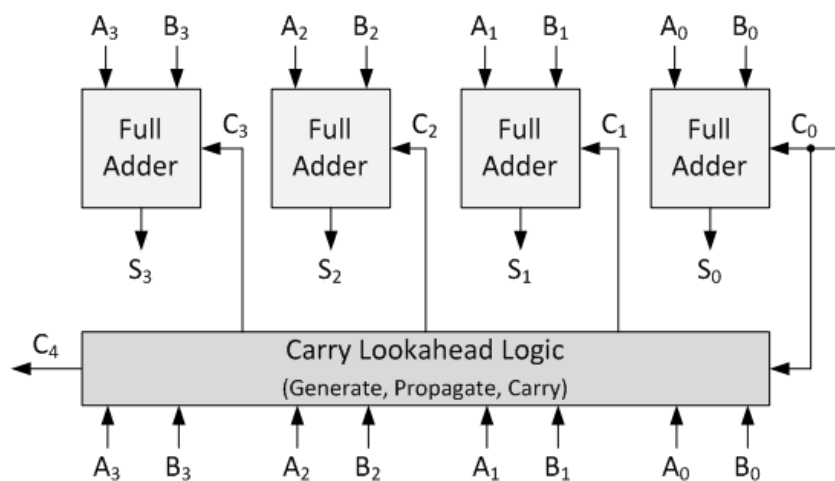 A₃ B₃ A₂ B₂ A₁ B₁ A₀ B₀
Full Adder C₃ Full Adder C₂ Full Adder C₁ Full Adder C₀
S₃ S₂ S₁ S₀
C₄ Carry Lookahead Logic
(Generate, Propagate, Carry)
A₃ B₃ A₂ B₂ A₁ B₁ A₀ B₀